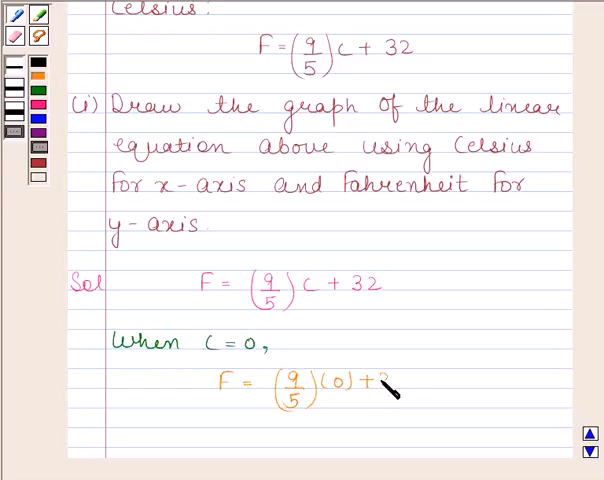 Celsius:
F = (9/5) C + 32
(i) Draw the graph of the linear
equation above using Celsius
for x-axis and Fahrenheit for
y-axis.
Sol F = (9/5) C + 32
When C = 0,
F = (9/5) (0) +